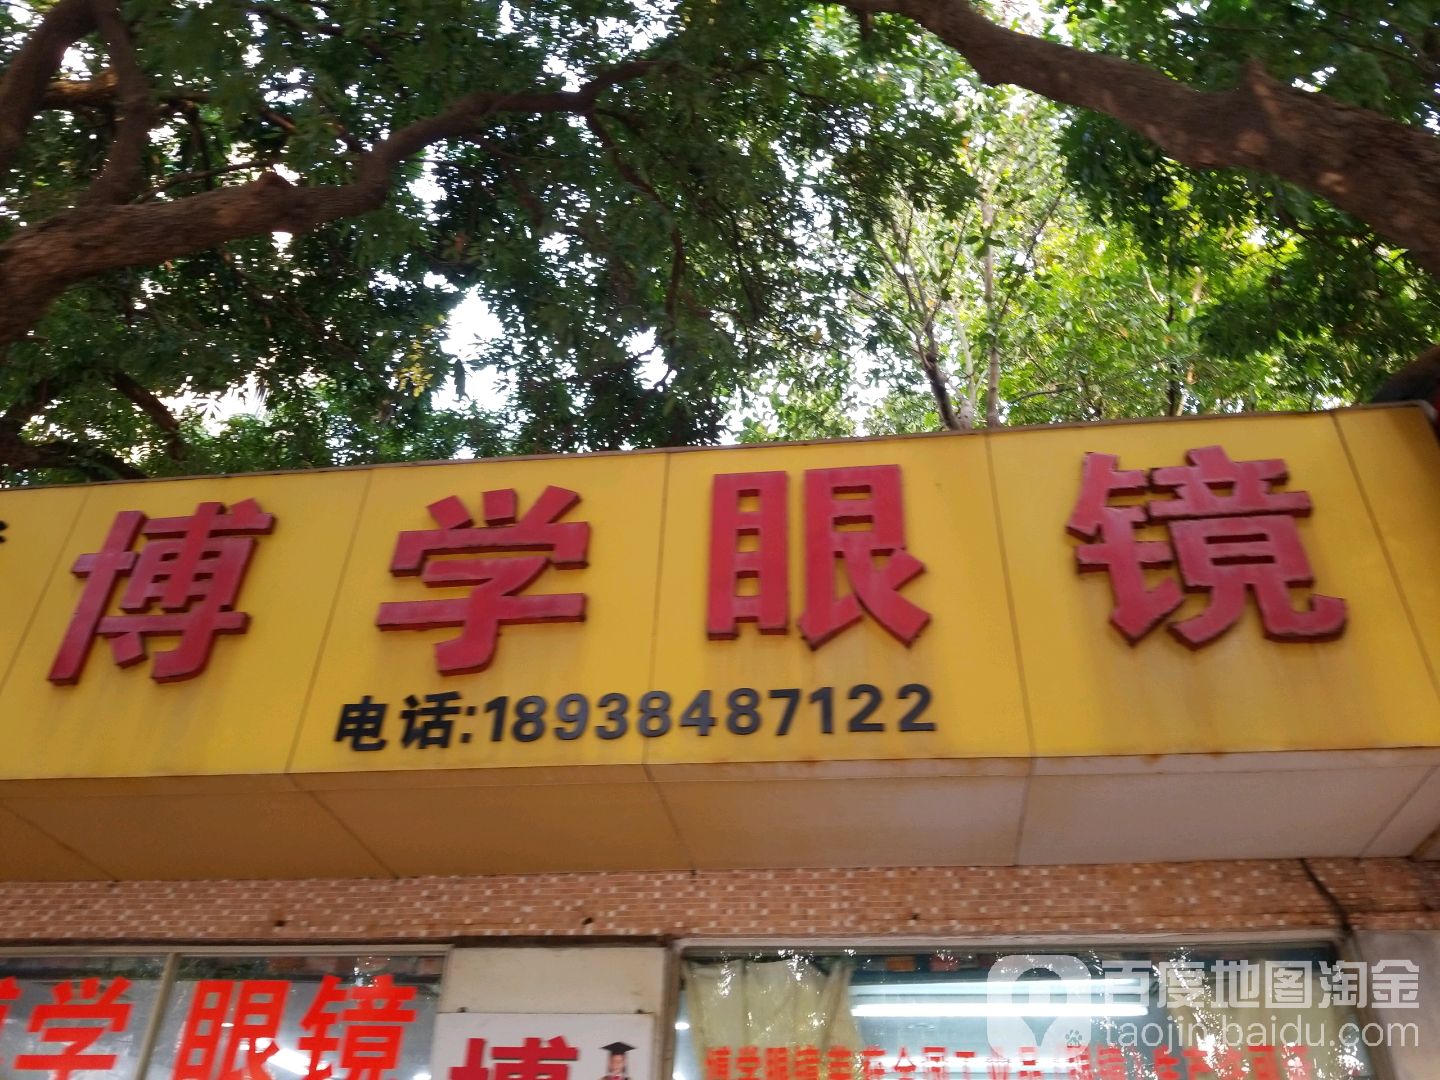 博学眼镜
电话:18938487122
学眼镜
博
百度地图淘金
taojin.baidu.com